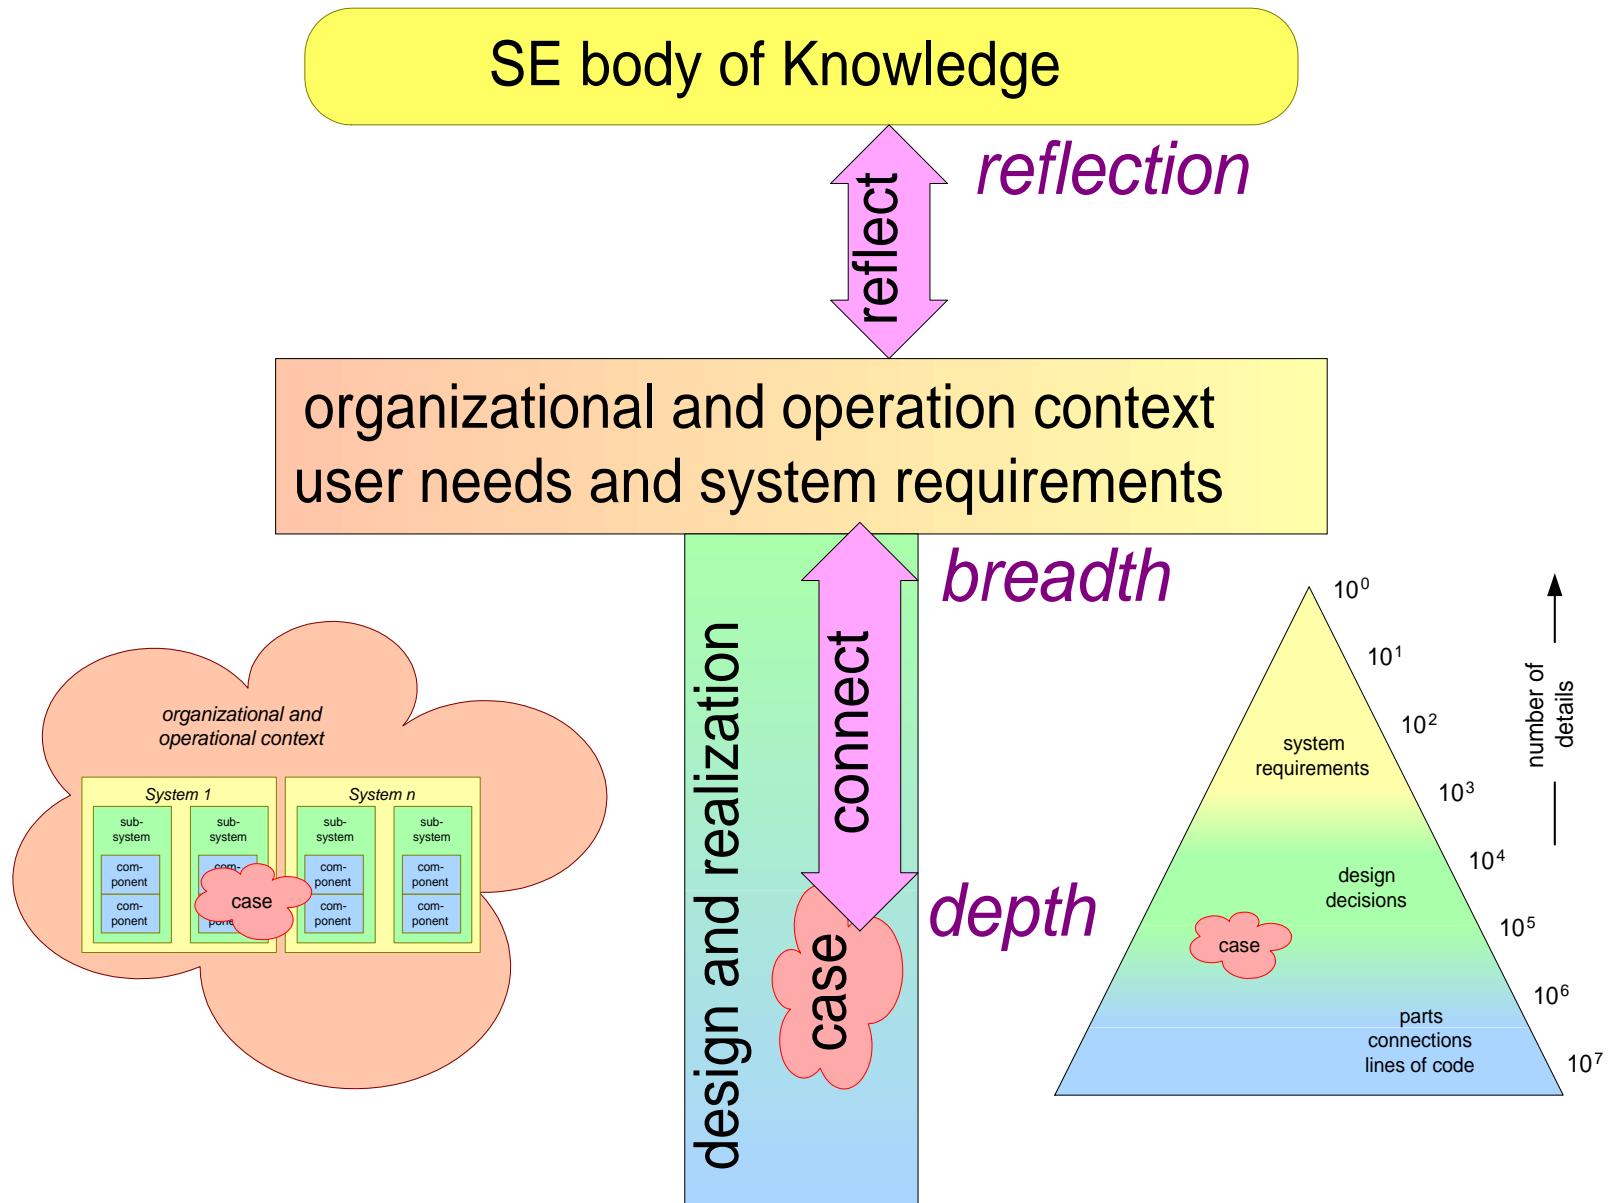 SE body of Knowledge
reflect
reflection
organizational and operation context
user needs and system requirements
breadth
connect
depth
design and realization
case
organizational and
operational context
System 1
System n
sub-
system
sub-
system
sub-
system
sub-
system
com-
ponent
com-
com-
ponent
com-
ponent
com-
ponent
com-
ponent
com-
ponent
com-
ponent
case
10⁰
10¹
10²
10³
10⁴
10⁵
10⁶
10⁷
system
requirements
design
decisions
case
parts
connections
lines of code
number of
details